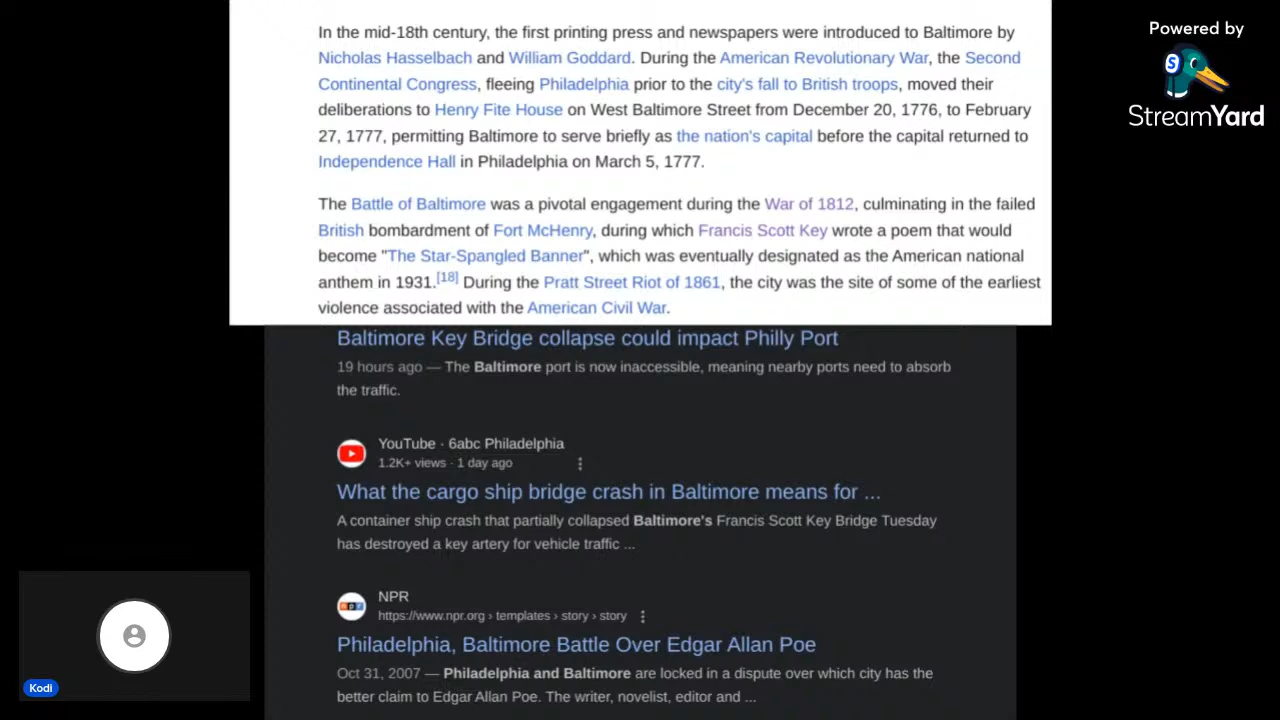 In the mid-18th century, the first printing press and newspapers were introduced to Baltimore by
Nicholas Hasselbach and William Goddard. During the American Revolutionary War, the Second
Continental Congress, fleeing Philadelphia prior to the city's fall to British troops, moved their
deliberations to Henry Fite House on West Baltimore Street from December 20, 1776, to February
27, 1777, permitting Baltimore to serve briefly as the nation's capital before the capital returned to
Independence Hall in Philadelphia on March 5, 1777.
The Battle of Baltimore was a pivotal engagement during the War of 1812, culminating in the failed
British bombardment of Fort McHenry, during which Francis Scott Key wrote a poem that would
become "The Star-Spangled Banner", which was eventually designated as the American national
anthem in 1931.[18] During the Pratt Street Riot of 1861, the city was the site of some of the earliest
violence associated with the American Civil War.
Powered by
S
StreamYard
Baltimore Key Bridge collapse could impact Philly Port
19 hours ago — The Baltimore port is now inaccessible, meaning nearby ports need to absorb
the traffic.
YouTube · 6abc Philadelphia
1.2K+ views · 1 day ago
What the cargo ship bridge crash in Baltimore means for ...
A container ship crash that partially collapsed Baltimore's Francis Scott Key Bridge Tuesday
has destroyed a key artery for vehicle traffic ...
npr
NPR
https://www.npr.org › templates › story › story
Philadelphia, Baltimore Battle Over Edgar Allan Poe
Oct 31, 2007 — Philadelphia and Baltimore are locked in a dispute over which city has the
better claim to Edgar Allan Poe. The writer, novelist, editor and ...
Kodi